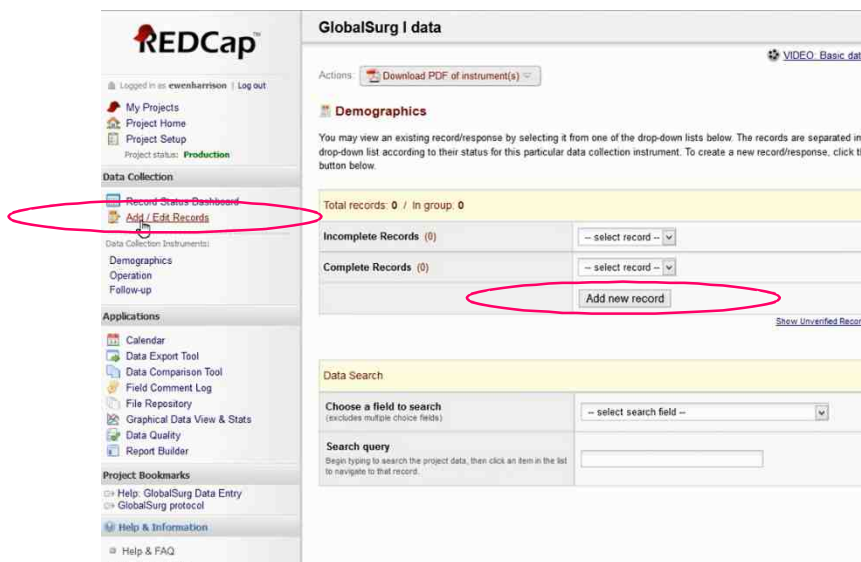 REDCap™
Logged in as ewenharrison | Log out
My Projects
Project Home
Project Setup
Project status: Production
Data Collection
Record Status Dashboard
Add / Edit Records
Data Collection Instruments:
Demographics
Operation
Follow-up
Applications
Calendar
Data Export Tool
Data Comparison Tool
Field Comment Log
File Repository
Graphical Data View & Stats
Data Quality
Report Builder
Project Bookmarks
Help: GlobalSurg Data Entry
GlobalSurg protocol
Help & Information
Help & FAQ
GlobalSurg I data
VIDEO: Basic dat
Actions: Download PDF of instrument(s)
Demographics
You may view an existing record/response by selecting it from one of the drop-down lists below. The records are separated in
drop-down list according to their status for this particular data collection instrument. To create a new record/response, click t
button below.
Total records: 0 / In group: 0
Incomplete Records (0) -- select record --
Complete Records (0) -- select record --
Add new record
Show Unverified Recor
Data Search
Choose a field to search -- select search field --
(excludes multiple choice fields)
Search query
Begin typing to search the project data, then click an item in the list
to navigate to that record.